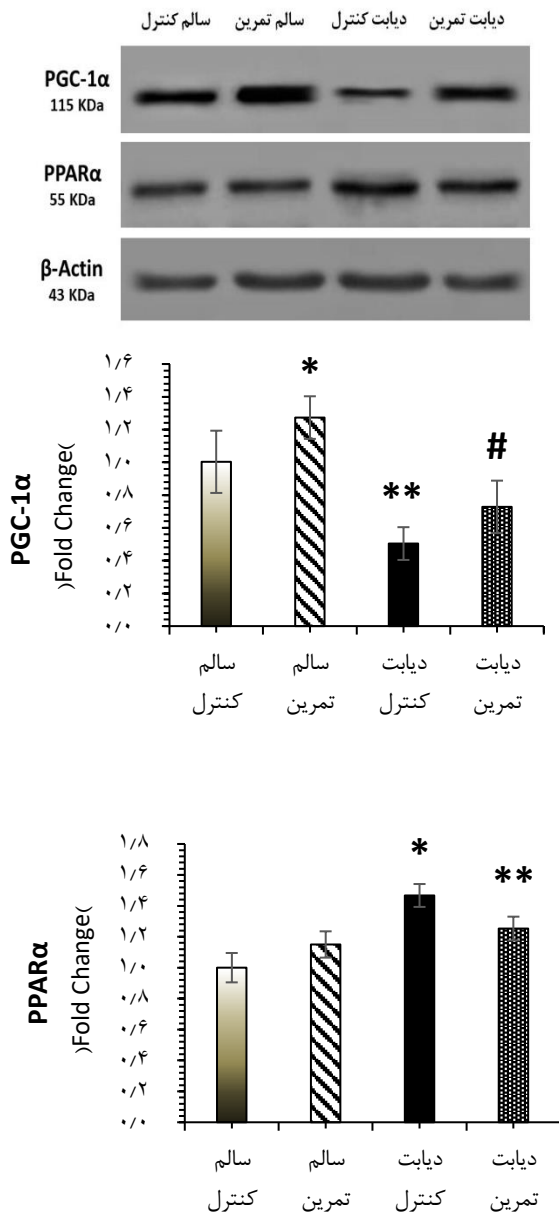 سالم کنترل سالم تمرین دیابت کنترل دیابت تمرین
PGC-1α
115 KDa
PPARα
55 KDa
β-Actin
43 KDa
PGC-1α
)Fold Change(
۱٫۶
۱٫۴
۱٫۲
۱٫۰
۰٫۸
۰٫۶
۰٫۴
۰٫۲
۰٫۰
*
**
#
سالم کنترل
سالم تمرین
دیابت کنترل
دیابت تمرین
PPARα
)Fold Change(
۱٫۸
۱٫۶
۱٫۴
۱٫۲
۱٫۰
۰٫۸
۰٫۶
۰٫۴
۰٫۲
۰٫۰
*
**
سالم کنترل
سالم تمرین
دیابت کنترل
دیابت تمرین